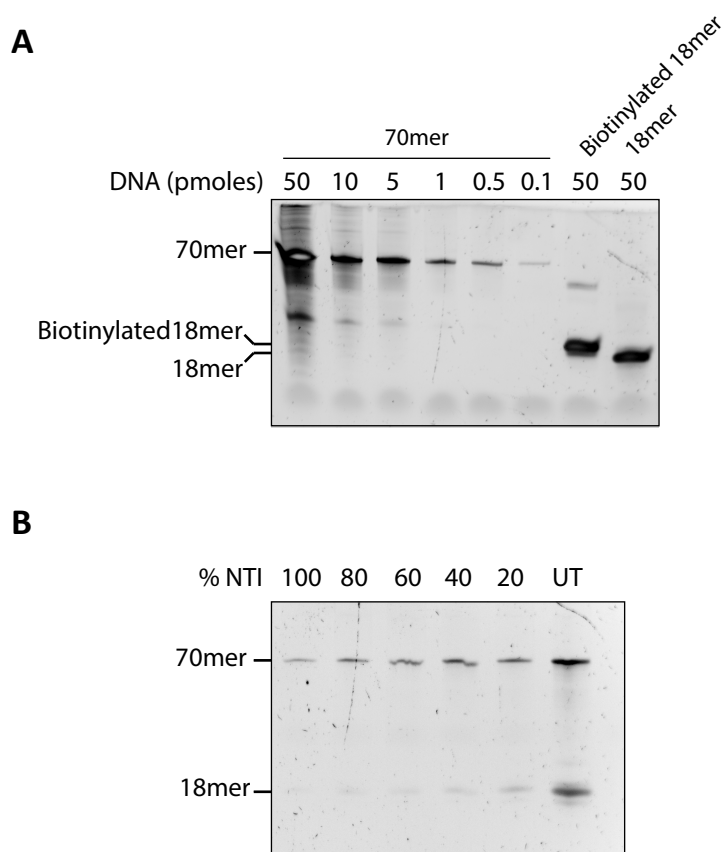 A
Biotinylated 18mer
18mer
70mer
DNA (pmoles) 50 10 5 1 0.5 0.1 50 50
70mer
Biotinylated18mer
18mer
B
% NTI 100 80 60 40 20 UT
70mer
18mer